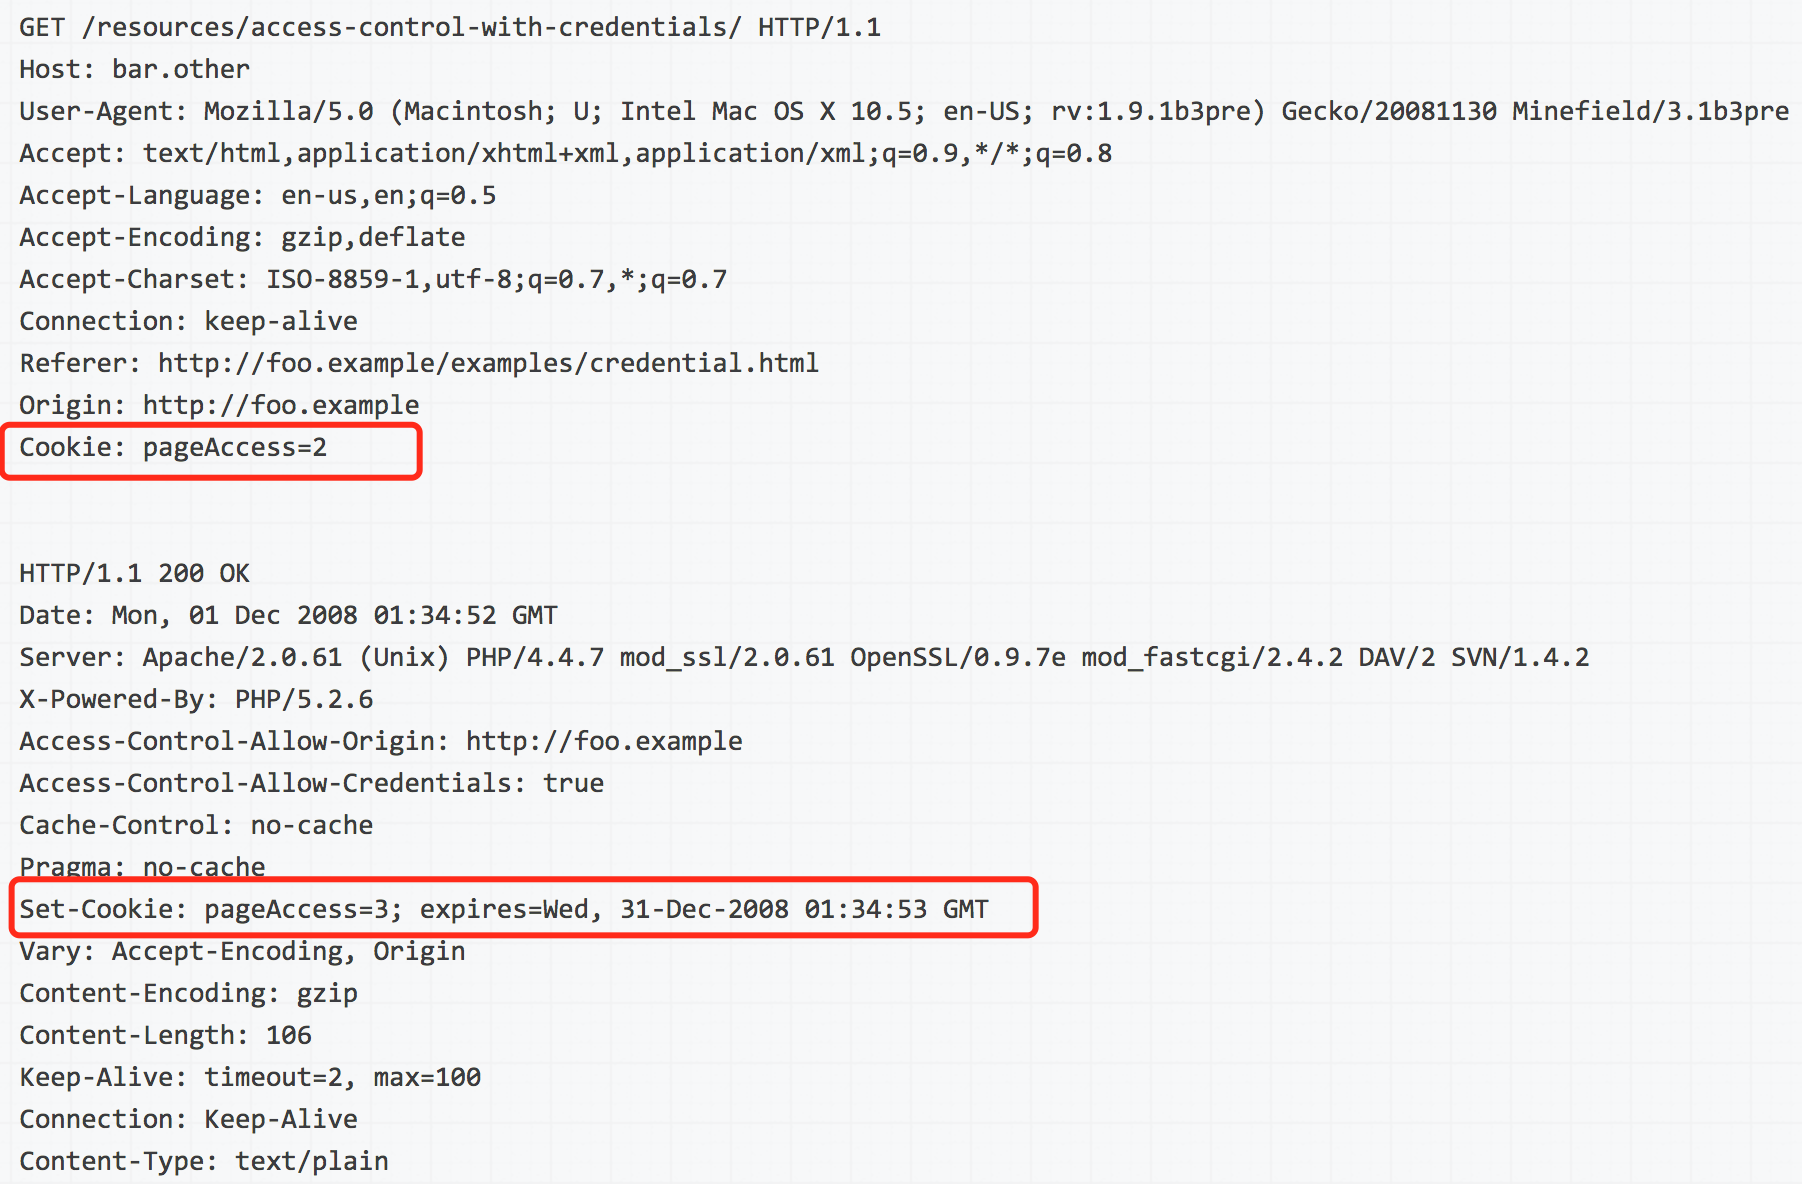 GET /resources/access-control-with-credentials/ HTTP/1.1
Host: bar.other
User-Agent: Mozilla/5.0 (Macintosh; U; Intel Mac OS X 10.5; en-US; rv:1.9.1b3pre) Gecko/20081130 Minefield/3.1b3pre
Accept: text/html,application/xhtml+xml,application/xml;q=0.9,*/*;q=0.8
Accept-Language: en-us,en;q=0.5
Accept-Encoding: gzip,deflate
Accept-Charset: ISO-8859-1,utf-8;q=0.7,*;q=0.7
Connection: keep-alive
Referer: http://foo.example/examples/credential.html
Origin: http://foo.example
Cookie: pageAccess=2
HTTP/1.1 200 OK
Date: Mon, 01 Dec 2008 01:34:52 GMT
Server: Apache/2.0.61 (Unix) PHP/4.4.7 mod_ssl/2.0.61 OpenSSL/0.9.7e mod_fastcgi/2.4.2 DAV/2 SVN/1.4.2
X-Powered-By: PHP/5.2.6
Access-Control-Allow-Origin: http://foo.example
Access-Control-Allow-Credentials: true
Cache-Control: no-cache
Pragma: no-cache
Set-Cookie: pageAccess=3; expires=Wed, 31-Dec-2008 01:34:53 GMT
Vary: Accept-Encoding, Origin
Content-Encoding: gzip
Content-Length: 106
Keep-Alive: timeout=2, max=100
Connection: Keep-Alive
Content-Type: text/plain